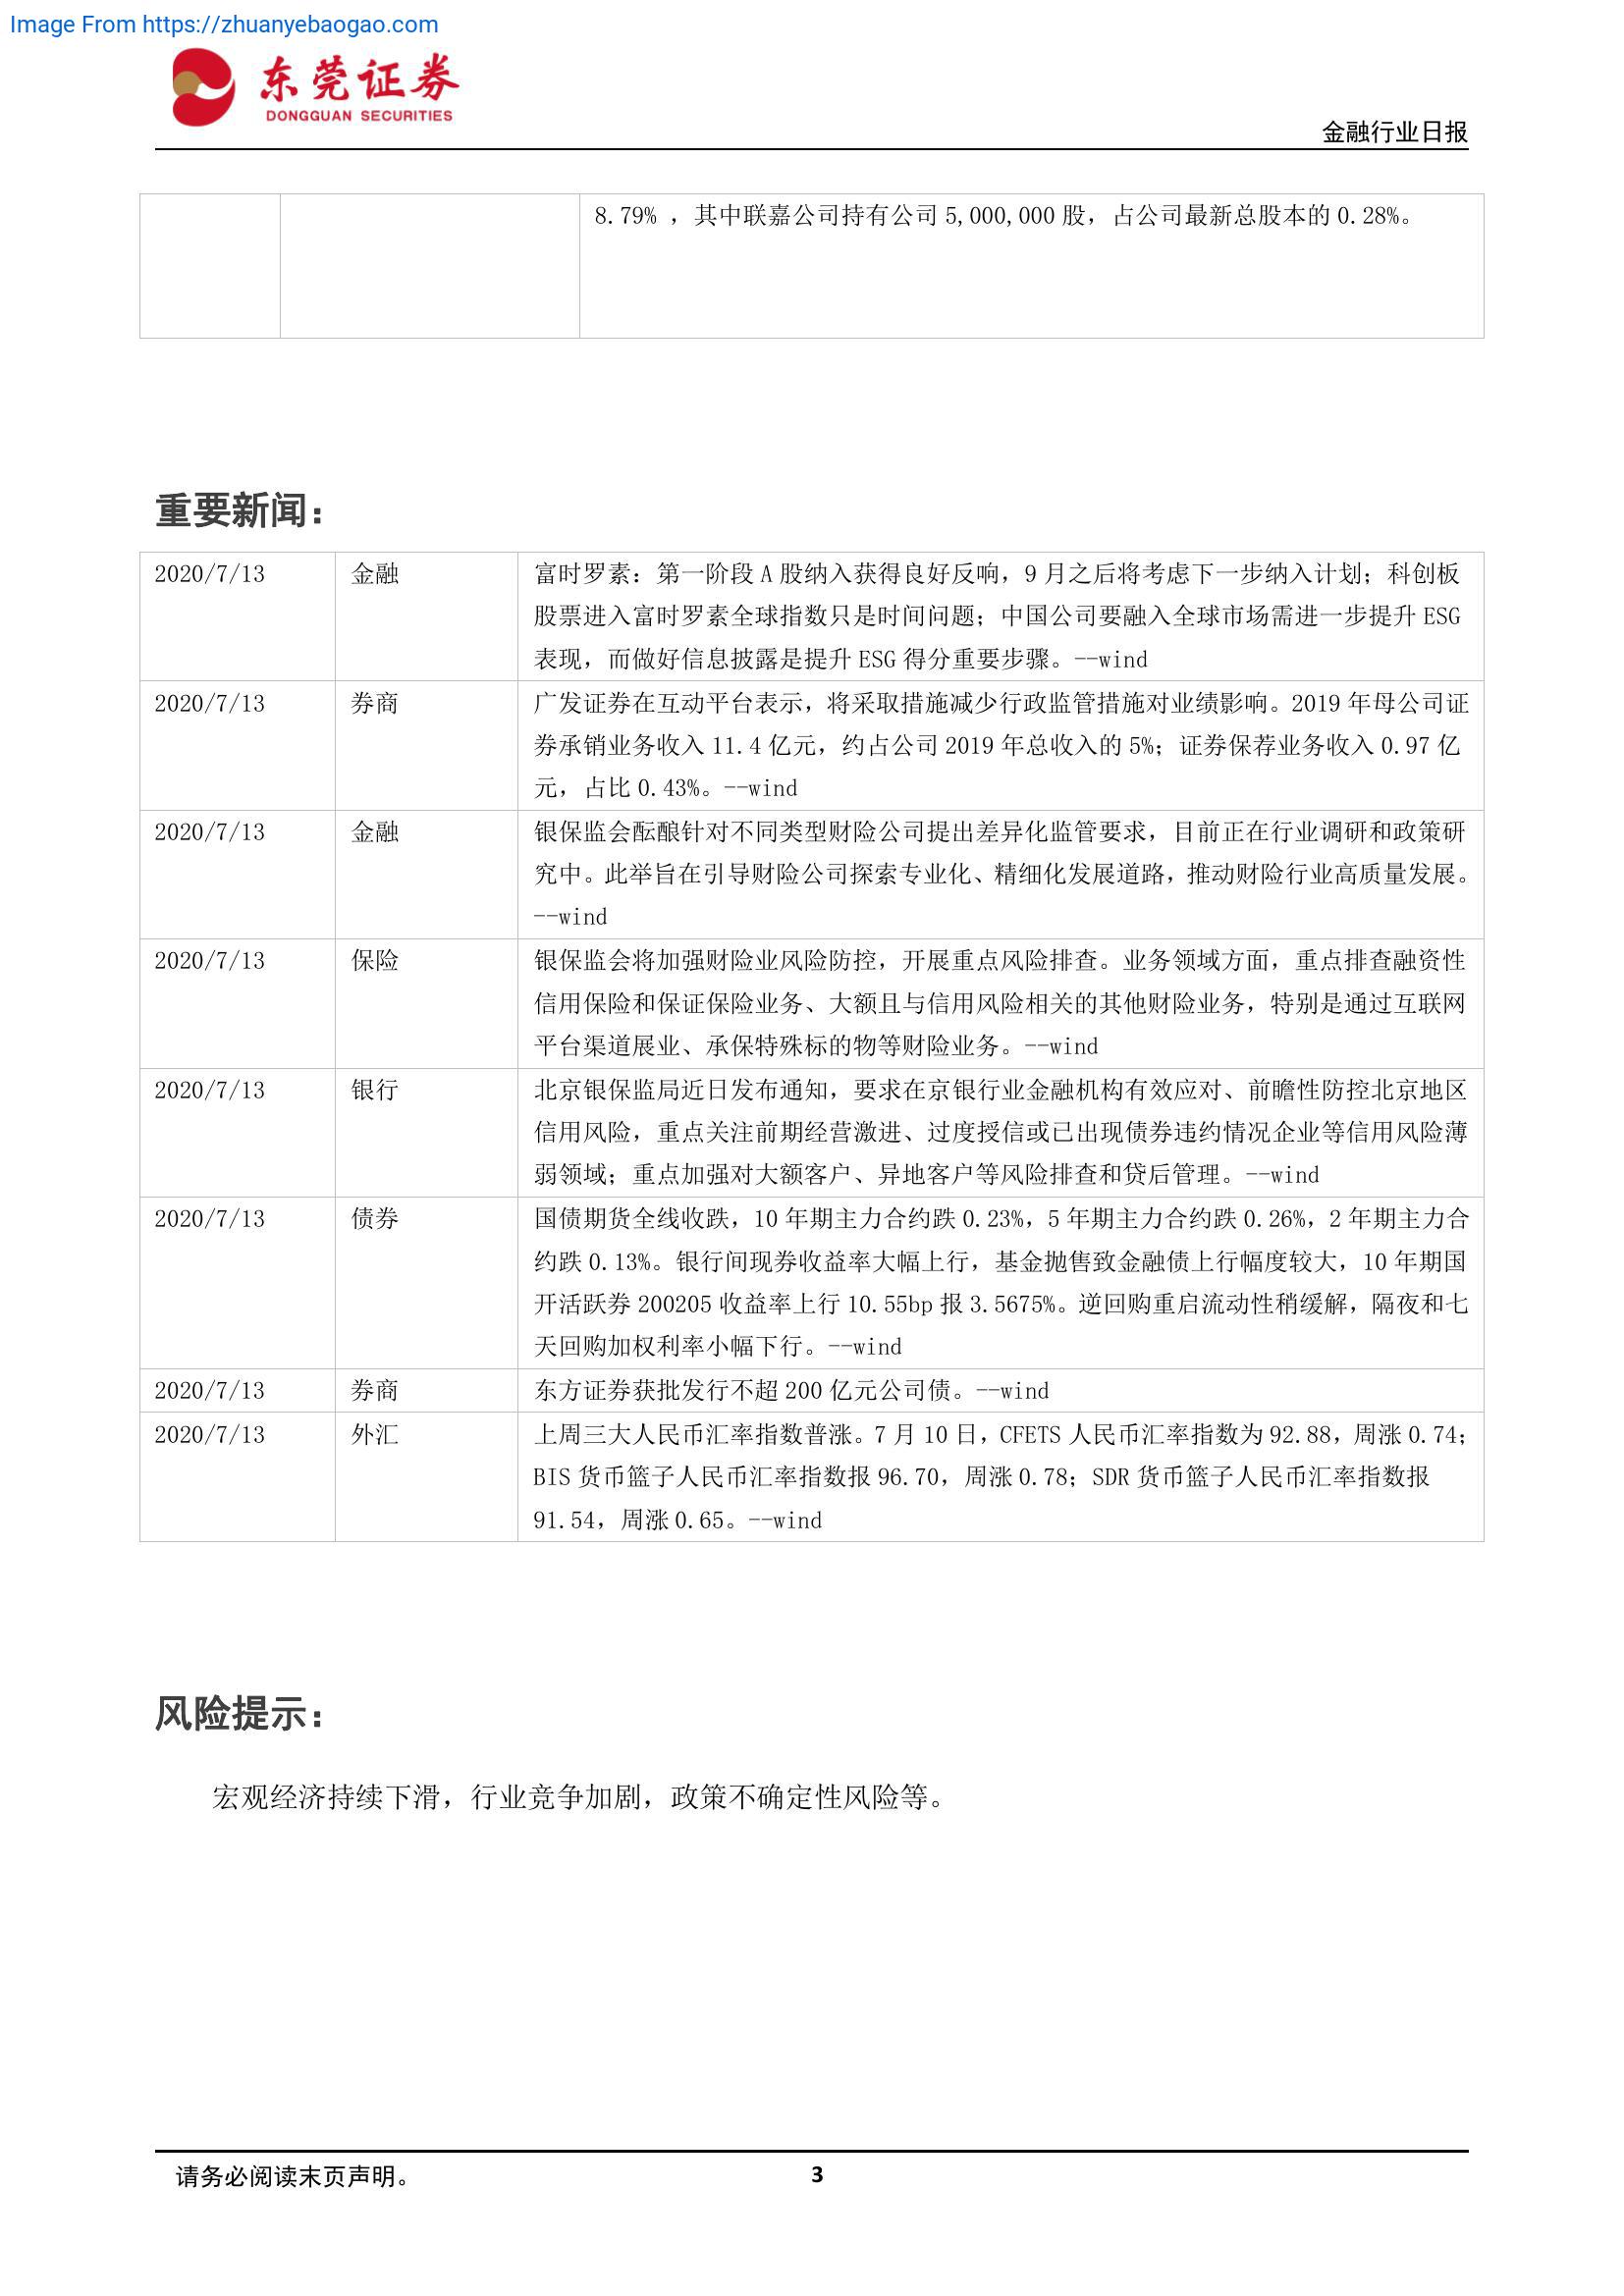 Image From https://zhuanyebaogao.com
东莞证券
DONGGUAN SECURITIES
金融行业日报
8.79% ，其中联嘉公司持有公司 5,000,000 股，占公司最新总股本的 0.28%。
重要新闻：
2020/7/13 金融 富时罗素：第一阶段 A 股纳入获得良好反响，9 月之后将考虑下一步纳入计划；科创板
股票进入富时罗素全球指数只是时间问题；中国公司要融入全球市场需进一步提升 ESG
表现，而做好信息披露是提升 ESG 得分重要步骤。--wind
2020/7/13 券商 广发证券在互动平台表示，将采取措施减少行政监管措施对业绩影响。2019 年母公司证
券承销业务收入 11.4 亿元，约占公司 2019 年总收入的 5%；证券保荐业务收入 0.97 亿
元，占比 0.43%。--wind
2020/7/13 金融 银保监会酝酿针对不同类型财险公司提出差异化监管要求，目前正在行业调研和政策研
究中。此举旨在引导财险公司探索专业化、精细化发展道路，推动财险行业高质量发展。
--wind
2020/7/13 保险 银保监会将加强财险业风险防控，开展重点风险排查。业务领域方面，重点排查融资性
信用保险和保证保险业务、大额且与信用风险相关的其他财险业务，特别是通过互联网
平台渠道展业、承保特殊标的物等财险业务。--wind
2020/7/13 银行 北京银保监局近日发布通知，要求在京银行业金融机构有效应对、前瞻性防控北京地区
信用风险，重点关注前期经营激进、过度授信或已出现债券违约情况企业等信用风险薄
弱领域；重点加强对大额客户、异地客户等风险排查和贷后管理。--wind
2020/7/13 债券 国债期货全线收跌，10 年期主力合约跌 0.23%，5 年期主力合约跌 0.26%，2 年期主力合
约跌 0.13%。银行间现券收益率大幅上行，基金抛售致金融债上行幅度较大，10 年期国
开活跃券 200205 收益率上行 10.55bp 报 3.5675%。逆回购重启流动性稍缓解，隔夜和七
天回购加权利率小幅下行。--wind
2020/7/13 券商 东方证券获批发行不超 200 亿元公司债。--wind
2020/7/13 外汇 上周三大人民币汇率指数普涨。7 月 10 日，CFETS 人民币汇率指数为 92.88，周涨 0.74；
BIS 货币篮子人民币汇率指数报 96.70，周涨 0.78；SDR 货币篮子人民币汇率指数报
91.54，周涨 0.65。--wind
风险提示：
宏观经济持续下滑，行业竞争加剧，政策不确定性风险等。
请务必阅读末页声明。 3